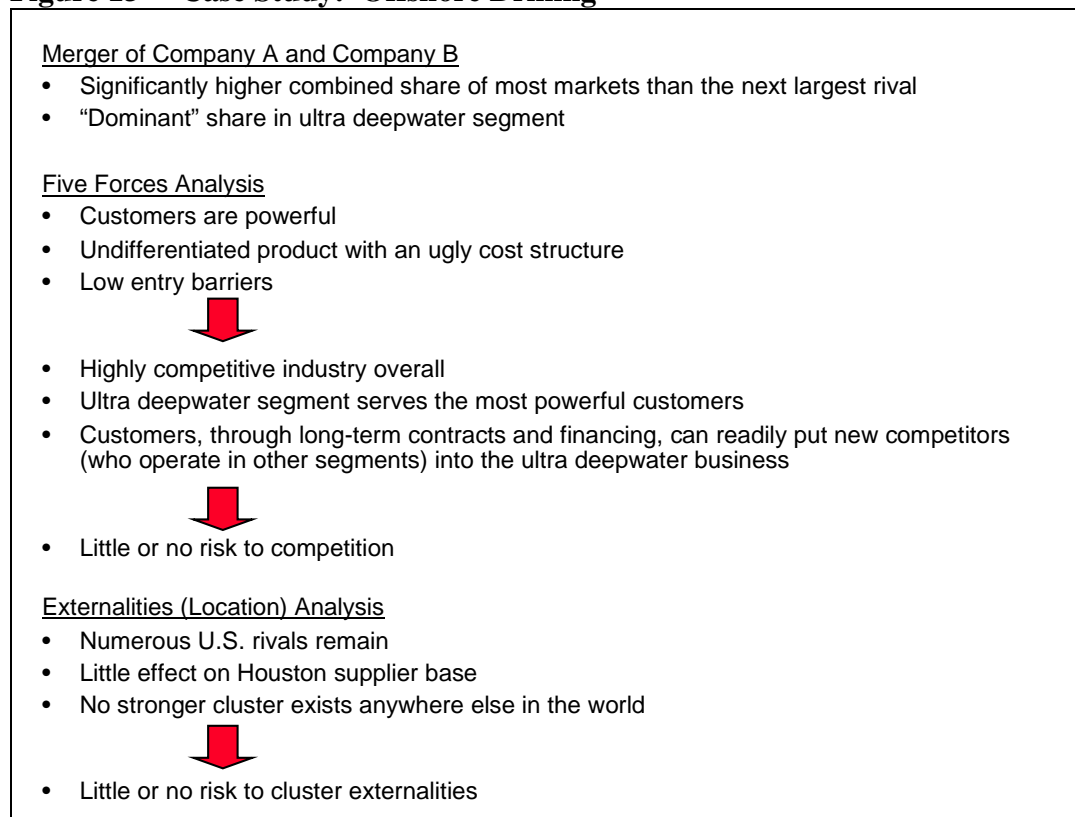 Figure Case Study: Offshore Drilling
Merger of Company A and Company B
• Significantly higher combined share of most markets than the next largest rival
• “Dominant” share in ultra deepwater segment
Five Forces Analysis
• Customers are powerful
• Undifferentiated product with an ugly cost structure
• Low entry barriers
• Highly competitive industry overall
• Ultra deepwater segment serves the most powerful customers
• Customers, through long-term contracts and financing, can readily put new competitors
(who operate in other segments) into the ultra deepwater business
• Little or no risk to competition
Externalities (Location) Analysis
• Numerous U.S. rivals remain
• Little effect on Houston supplier base
• No stronger cluster exists anywhere else in the world
• Little or no risk to cluster externalities